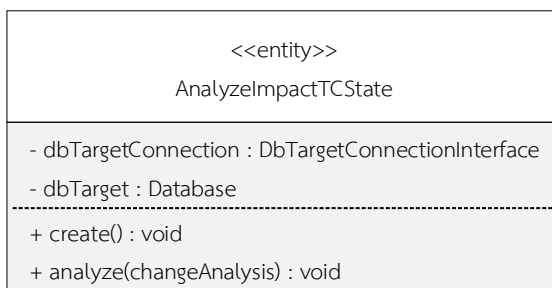 <<entity>>
AnalyzeImpactTCState
- dbTargetConnection : DbTargetConnectionInterface
- dbTarget : Database
+ create() : void
+ analyze(changeAnalysis) : void